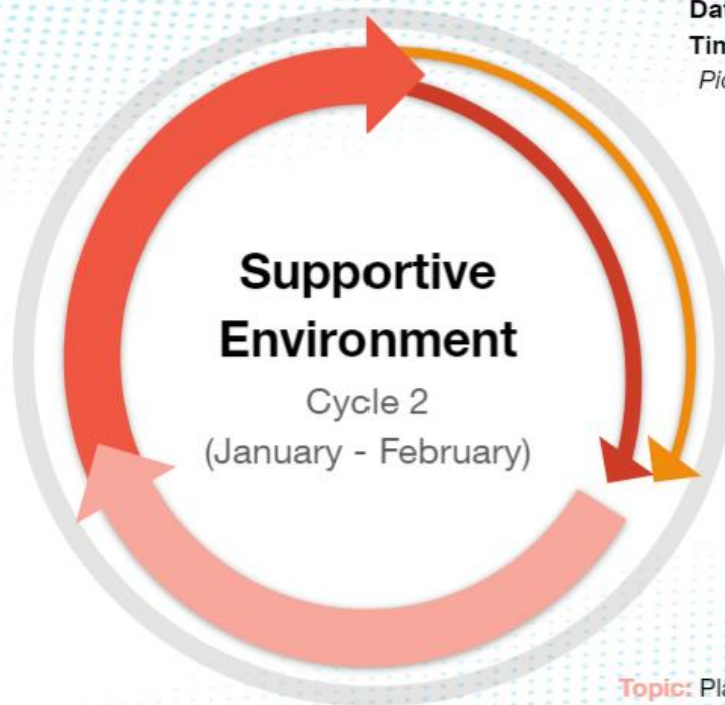 Supportive
Environment
Cycle 2
(January - February)
Topic: